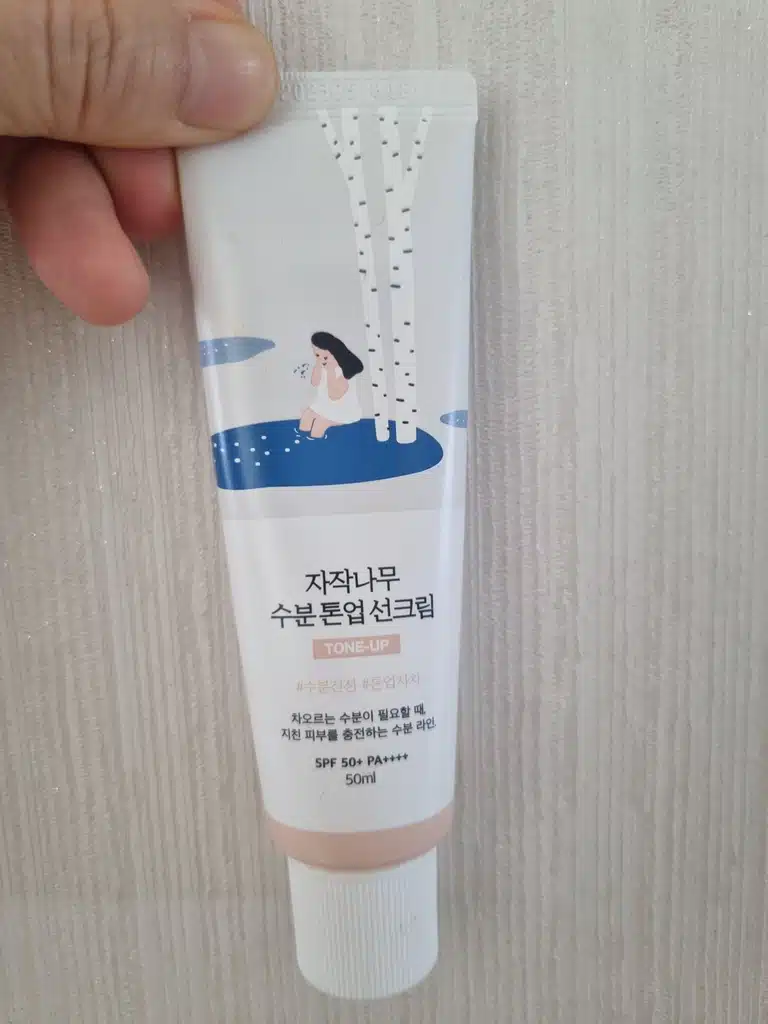 자작나무
수분 톤업 선크림
TONE-UP
#수분진정 #톤업자차
차오르는 수분이 필요할 때,
지친 피부를 충전하는 수분 라인.
SPF 50+ PA++++
50ml